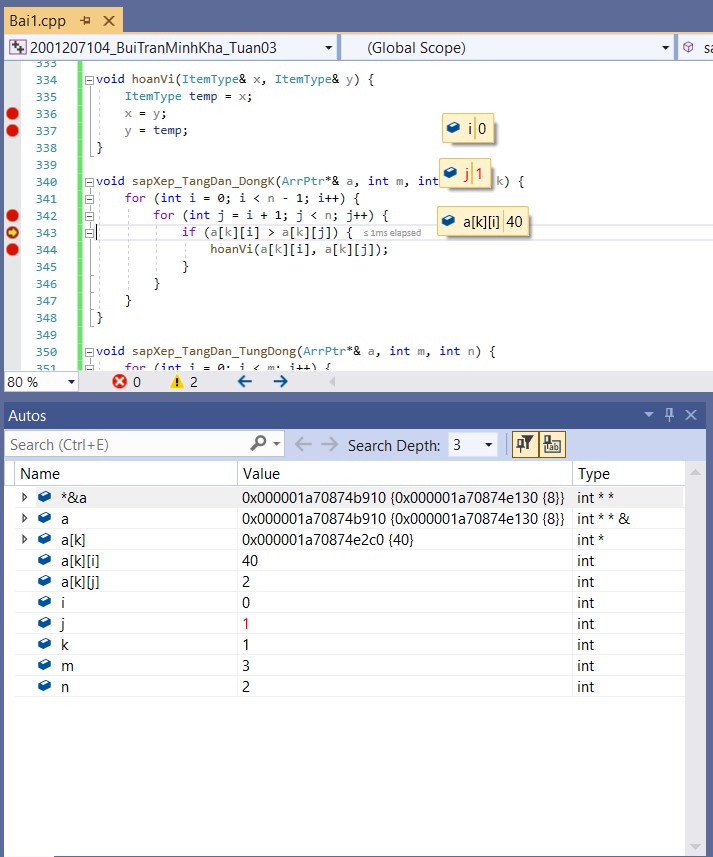 Bai1.cpp
2001207104_BuiTranMinhKha_Tuan03 (Global Scope)
333
334 void hoanVi(ItemType& x, ItemType& y) {
335 ItemType temp = x;
336 x = y;
337 y = temp;
338 }
339
340 void sapXep_TangDan_DongK(ArrPtr*& a, int m, int k) {
341 for (int i = 0; i < n - 1; i++) {
342 for (int j = i + 1; j < n; j++) {
343 if (a[k][i] > a[k][j]) { ≤ 1ms elapsed
344 hoanVi(a[k][i], a[k][j]);
345 }
346 }
347 }
348 }
349
350 void sapXep_TangDan_TungDong(ArrPtr*& a, int m, int n) {
351 for (int i = 0; i < m; i++) {
i 0
j 1
a[k][i] 40
80 % 0 2
Autos
Search (Ctrl+E) Search Depth: 3
Name Value Type
*&a 0x000001a70874b910 {0x000001a70874e130 {8}} int * *
a 0x000001a70874b910 {0x000001a70874e130 {8}} int * * &
a[k] 0x000001a70874e2c0 {40} int *
a[k][i] 40 int
a[k][j] 2 int
i 0 int
j 1 int
k 1 int
m 3 int
n 2 int